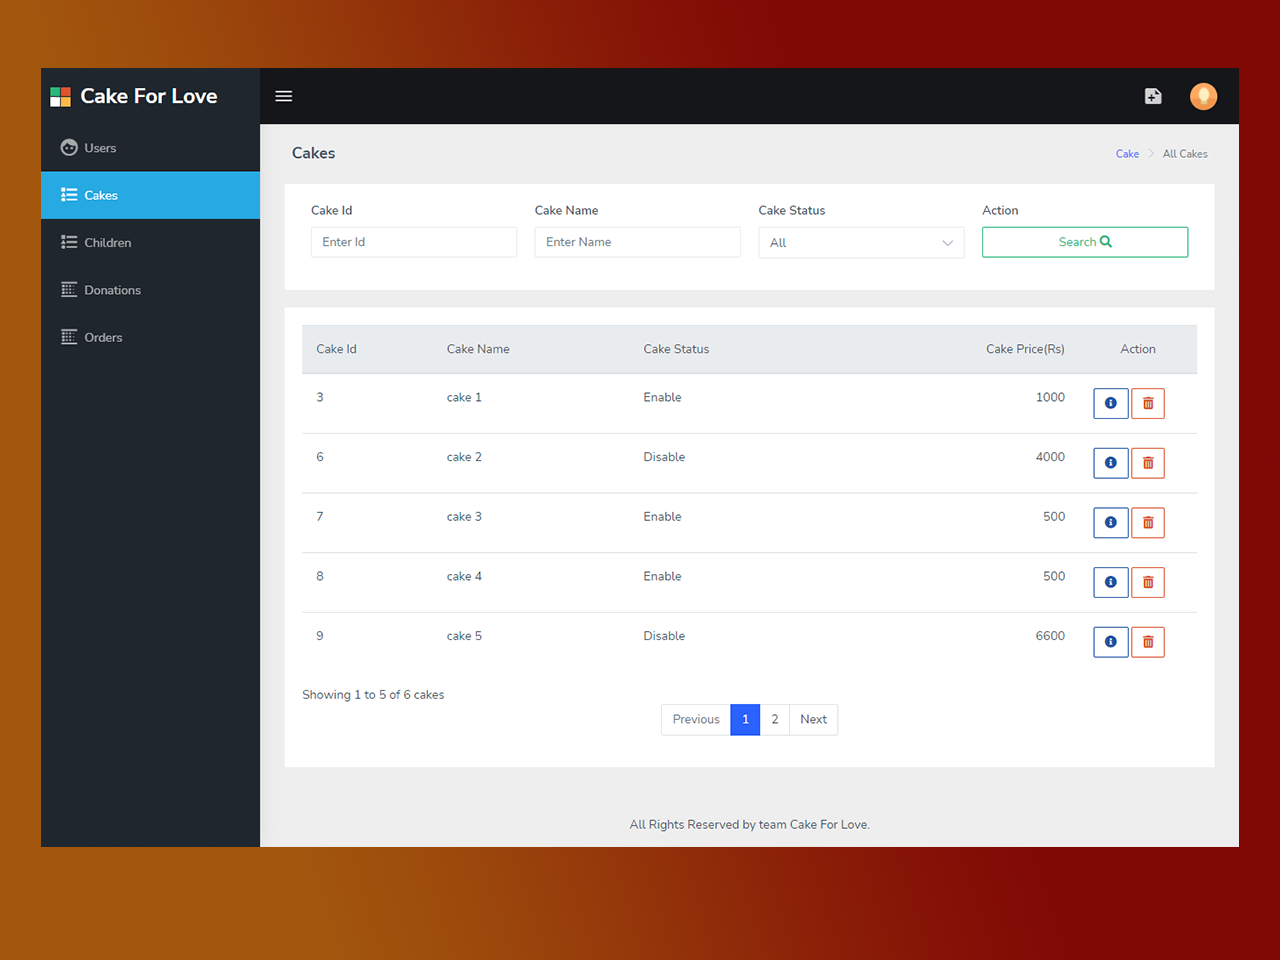 Cake For Love
Users
Cakes
Children
Donations
Orders
Cakes
Cake > All Cakes
Cake Id Cake Name Cake Status Action
Enter Id Enter Name All Search
Cake Id Cake Name Cake Status Cake Price(Rs) Action
3 cake 1 Enable 1000
6 cake 2 Disable 4000
7 cake 3 Enable 500
8 cake 4 Enable 500
9 cake 5 Disable 6600
Showing 1 to 5 of 6 cakes
Previous 1 2 Next
All Rights Reserved by team Cake For Love.